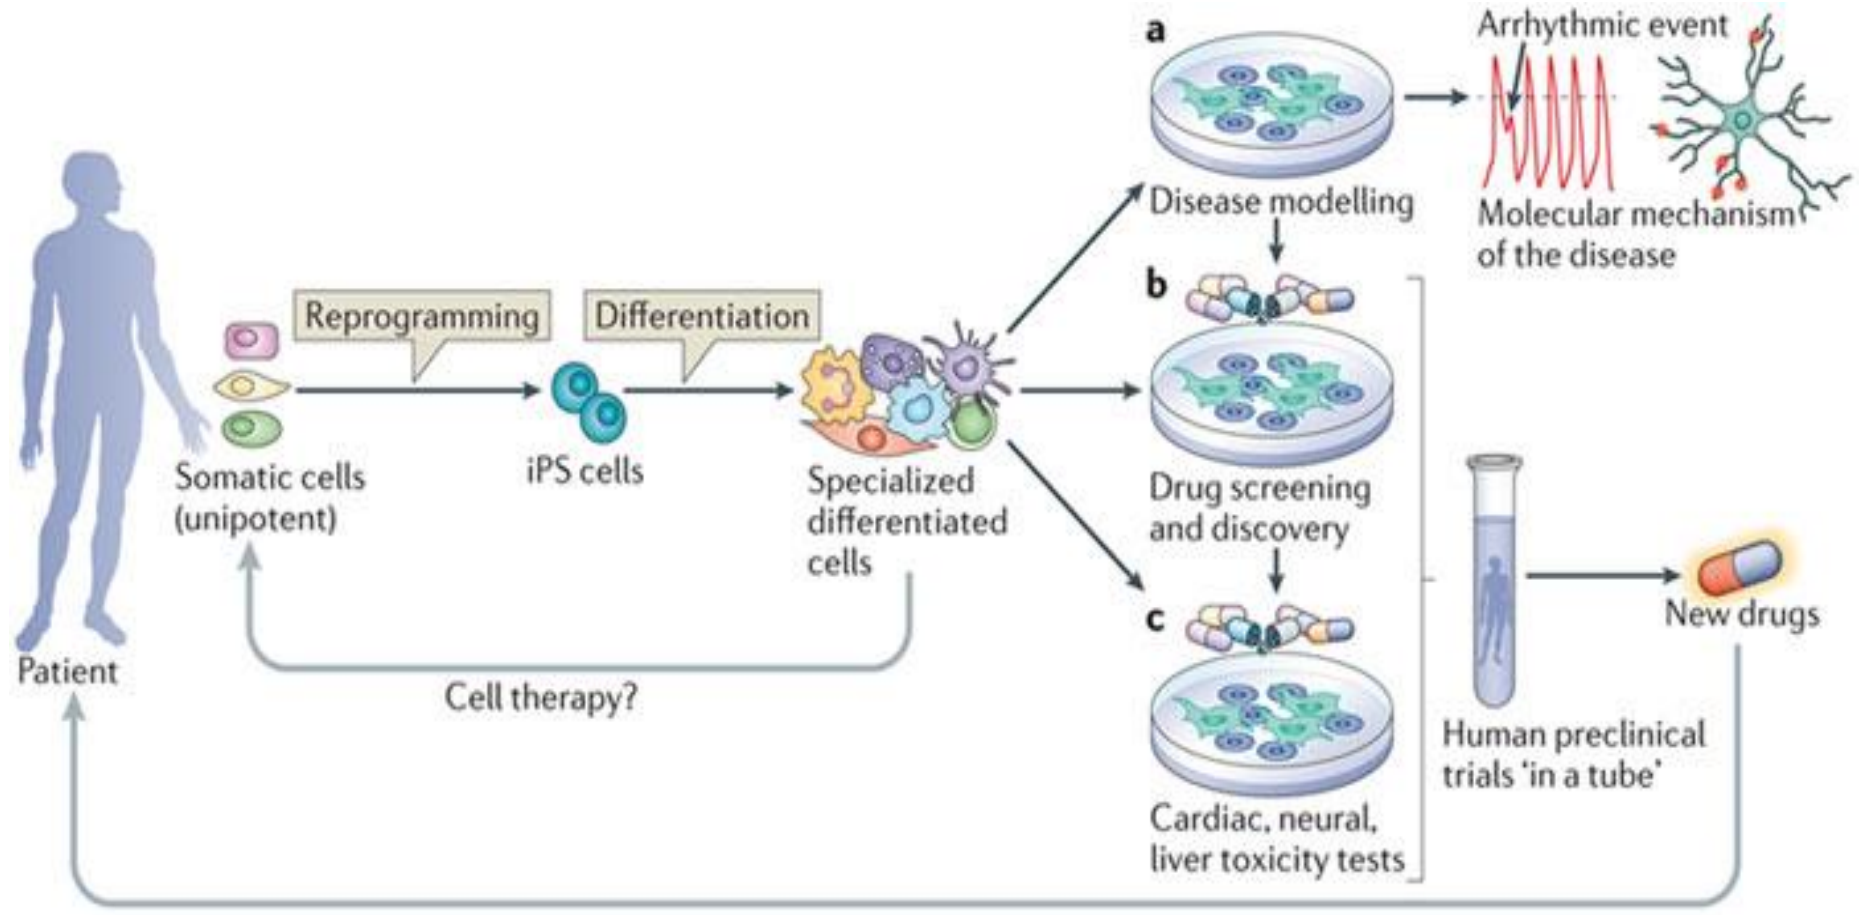 a
Arrhythmic event
Disease modelling
Molecular mechanism
of the disease
b
Reprogramming
Differentiation
Somatic cells
(unipotent)
iPS cells
Specialized
differentiated
cells
Drug screening
and discovery
c
New drugs
Patient
Cell therapy?
Human preclinical
trials ‘in a tube’
Cardiac, neural,
liver toxicity tests